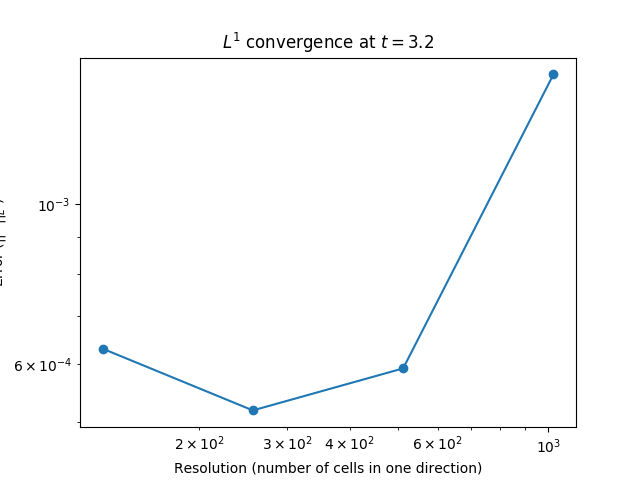 $L^1$ convergence at $t = 3.2$
$10^{-3}$
$6 \times 10^{-4}$
$2 \times 10^2$ $3 \times 10^2$ $4 \times 10^2$ $6 \times 10^2$ $10^3$
Resolution (number of cells in one direction)